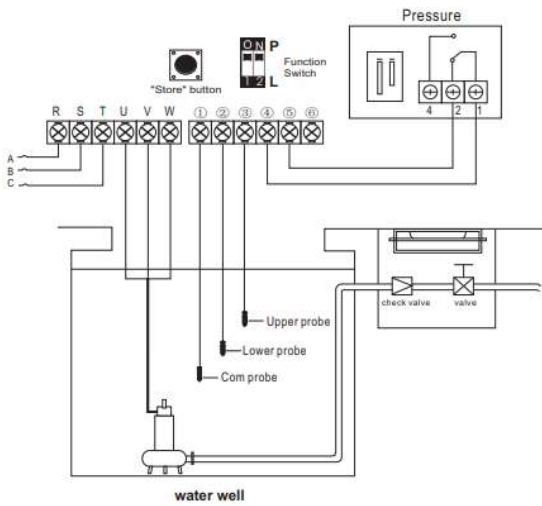 Pressure
4 2 1
ON P
1 2 L
Function
Switch
"Store" button
R S T U V W ① ② ③ ④ ⑤ ⑥
A
B
C
check valve
valve
Upper probe
Lower probe
Com probe
water well